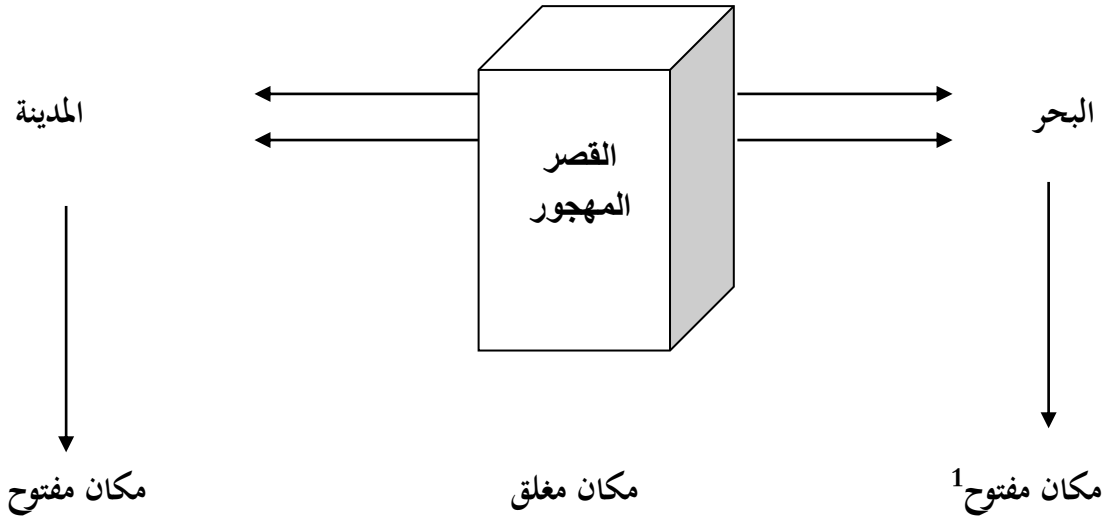 البحر
المدينة
القصر
المهجور
مكان مفتوح1
مكان مغلق
مكان مفتوح